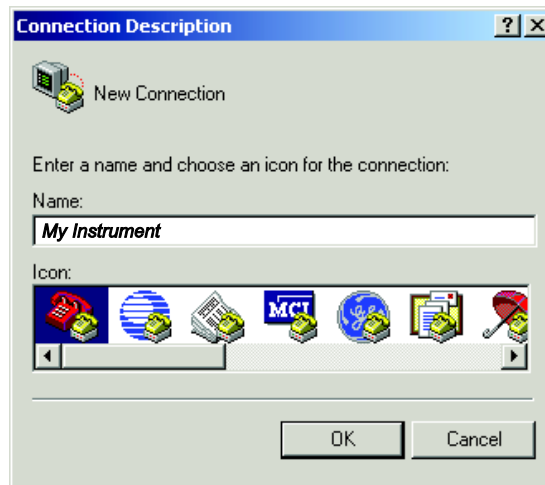 Connection Description
New Connection
Enter a name and choose an icon for the connection:
Name:
My Instrument
Icon:
MCI
OK
Cancel